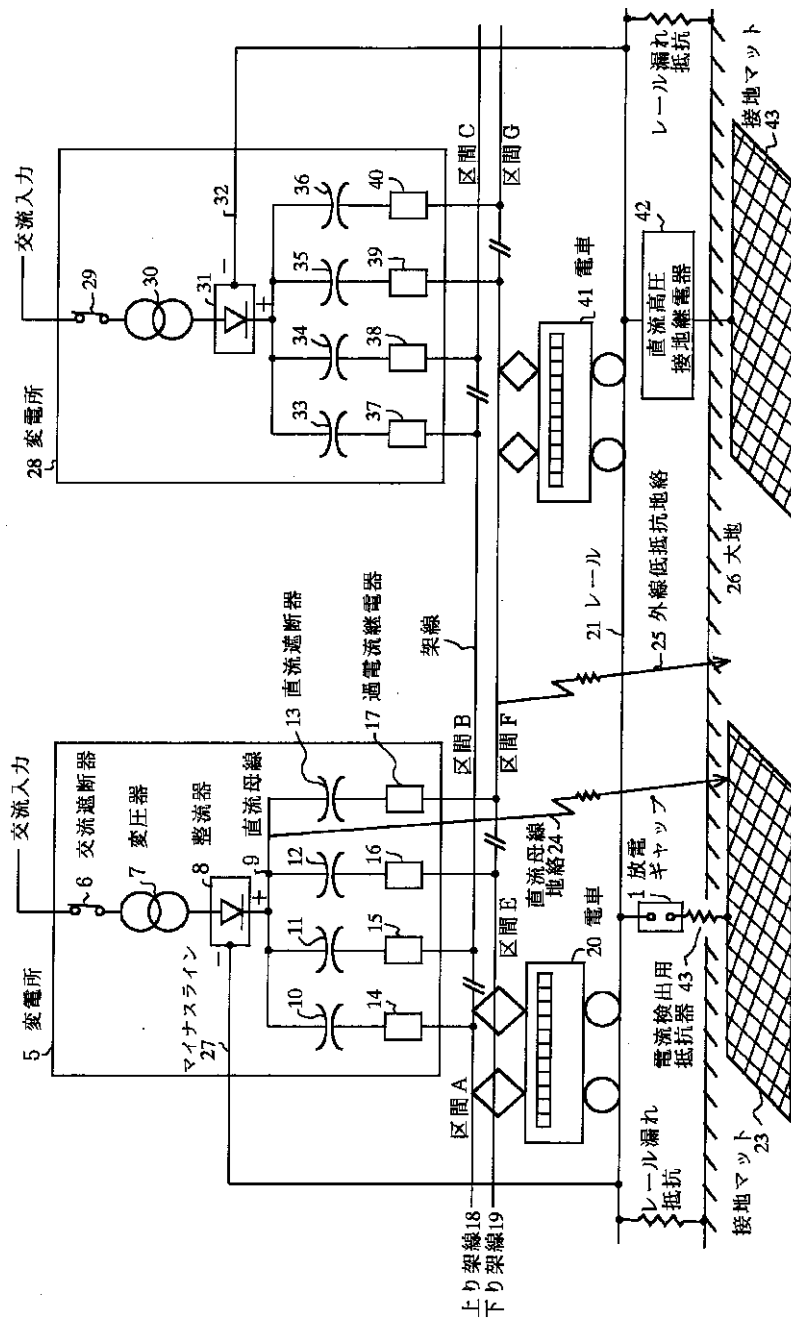 交流入力
5 変電所
6 交流遮断器
7 変圧器
8 整流器
マイナスライン
27
−
+
9 直流母線
10
11
12
13 直流遮断器
14
15
16
17 過電流継電器
交流入力
28 変電所
29
30
31
32
−
+
33
34
35
36
37
38
39
40
架線
上り架線18
下り架線19
区間A
区間E
区間B
区間F
区間C
区間G
直流母線
地絡24
20 電車
41 電車
21 レール
25 外線低抵抗地絡
26 大地
1 放電
ギャップ
電流検出用
抵抗器
43
レール漏れ
抵抗
接地マット
23
直流高圧
接地継電器
42
レール漏れ
抵抗
接地マット
43